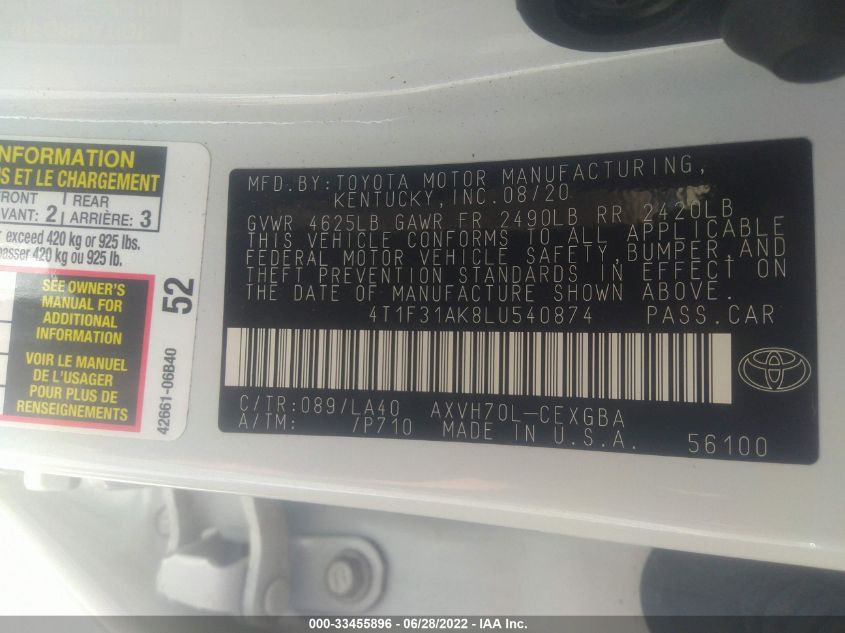 NFORMATION
S ET LE CHARGEMENT
FRONT
VANT: 2
REAR
ARRIÈRE: 3
exceed 420 kg or 925 lbs.
passer 420 kg ou 925 lb.
SEE OWNER'S
MANUAL FOR
ADDITIONAL
INFORMATION
VOIR LE MANUEL
DE L'USAGER
POUR PLUS DE
RENSEIGNEMENTS
52
42661-06B40
MFD.BY:TOYOTA MOTOR MANUFACTURING,
KENTUCKY, INC.08/20
GVWR 4625LB GAWR FR 2490LB RR 2420LB
THIS VEHICLE CONFORMS TO ALL APPLICABLE
FEDERAL MOTOR VEHICLE SAFETY,BUMPER,AND
THEFT PREVENTION STANDARDS IN EFFECT ON
THE DATE OF MANUFACTURE SHOWN ABOVE.
4T1F31AK8LU540874 PASS.CAR
C/TR:089/LA40 AXVH70L-CEXGBA
A/TM: /P710 MADE IN U.S.A. 56100
000-33455896 - 06/28/2022 - IAA Inc.